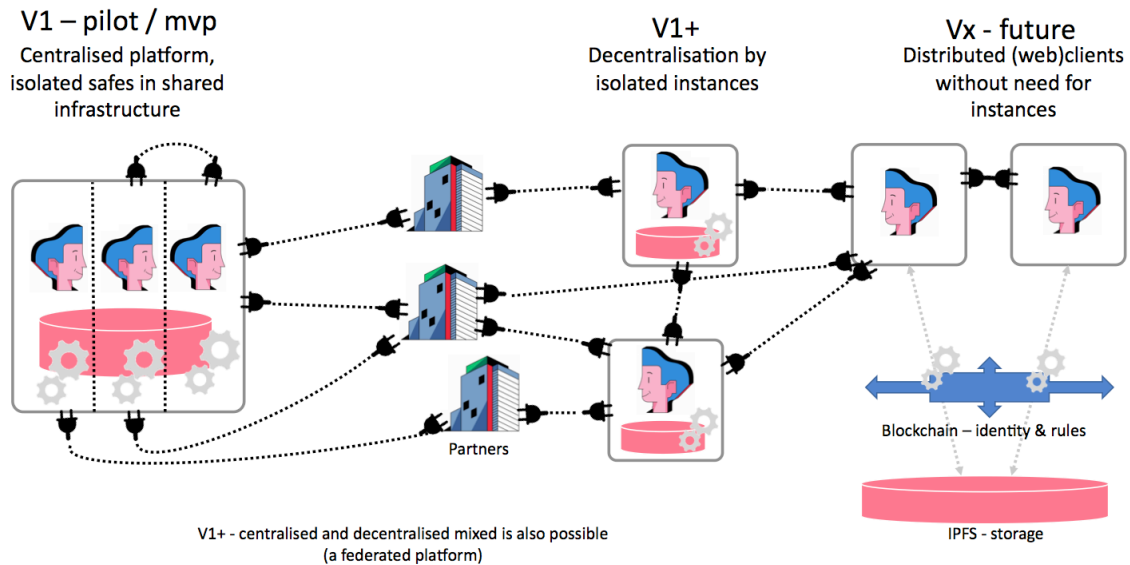 V1 – pilot / mvp
Centralised platform,
isolated safes in shared
infrastructure
V1+
Decentralisation by
isolated instances
Vx - future
Distributed (web)clients
without need for
instances
Partners
Blockchain – identity & rules
IPFS - storage
V1+ - centralised and decentralised mixed is also possible
(a federated platform)